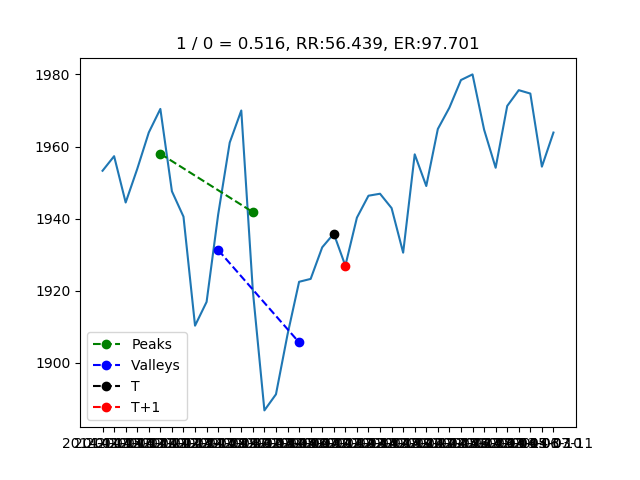 1 / 0 = 0.516, RR:56.439, ER:97.701
1980
1960
1940
1920
1900
Peaks
Valleys
T
T+1